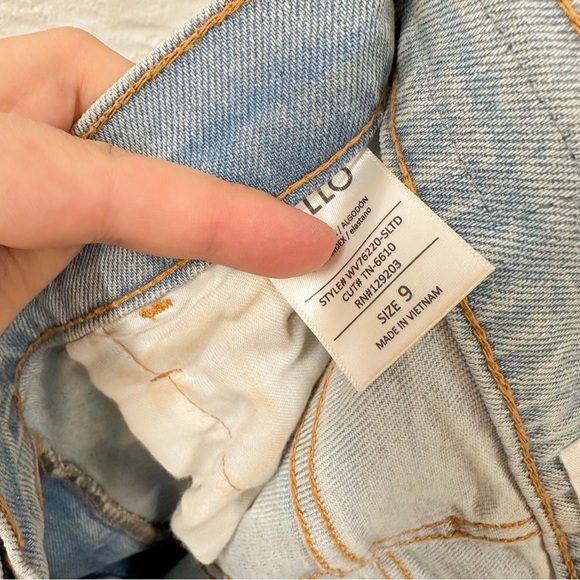 LLO
/ ALGODÓN
/ elastano
STYLE# WV76220-SLTD
CUT# TN-6610
RN#129203
SIZE 9
MADE IN VIETNAM